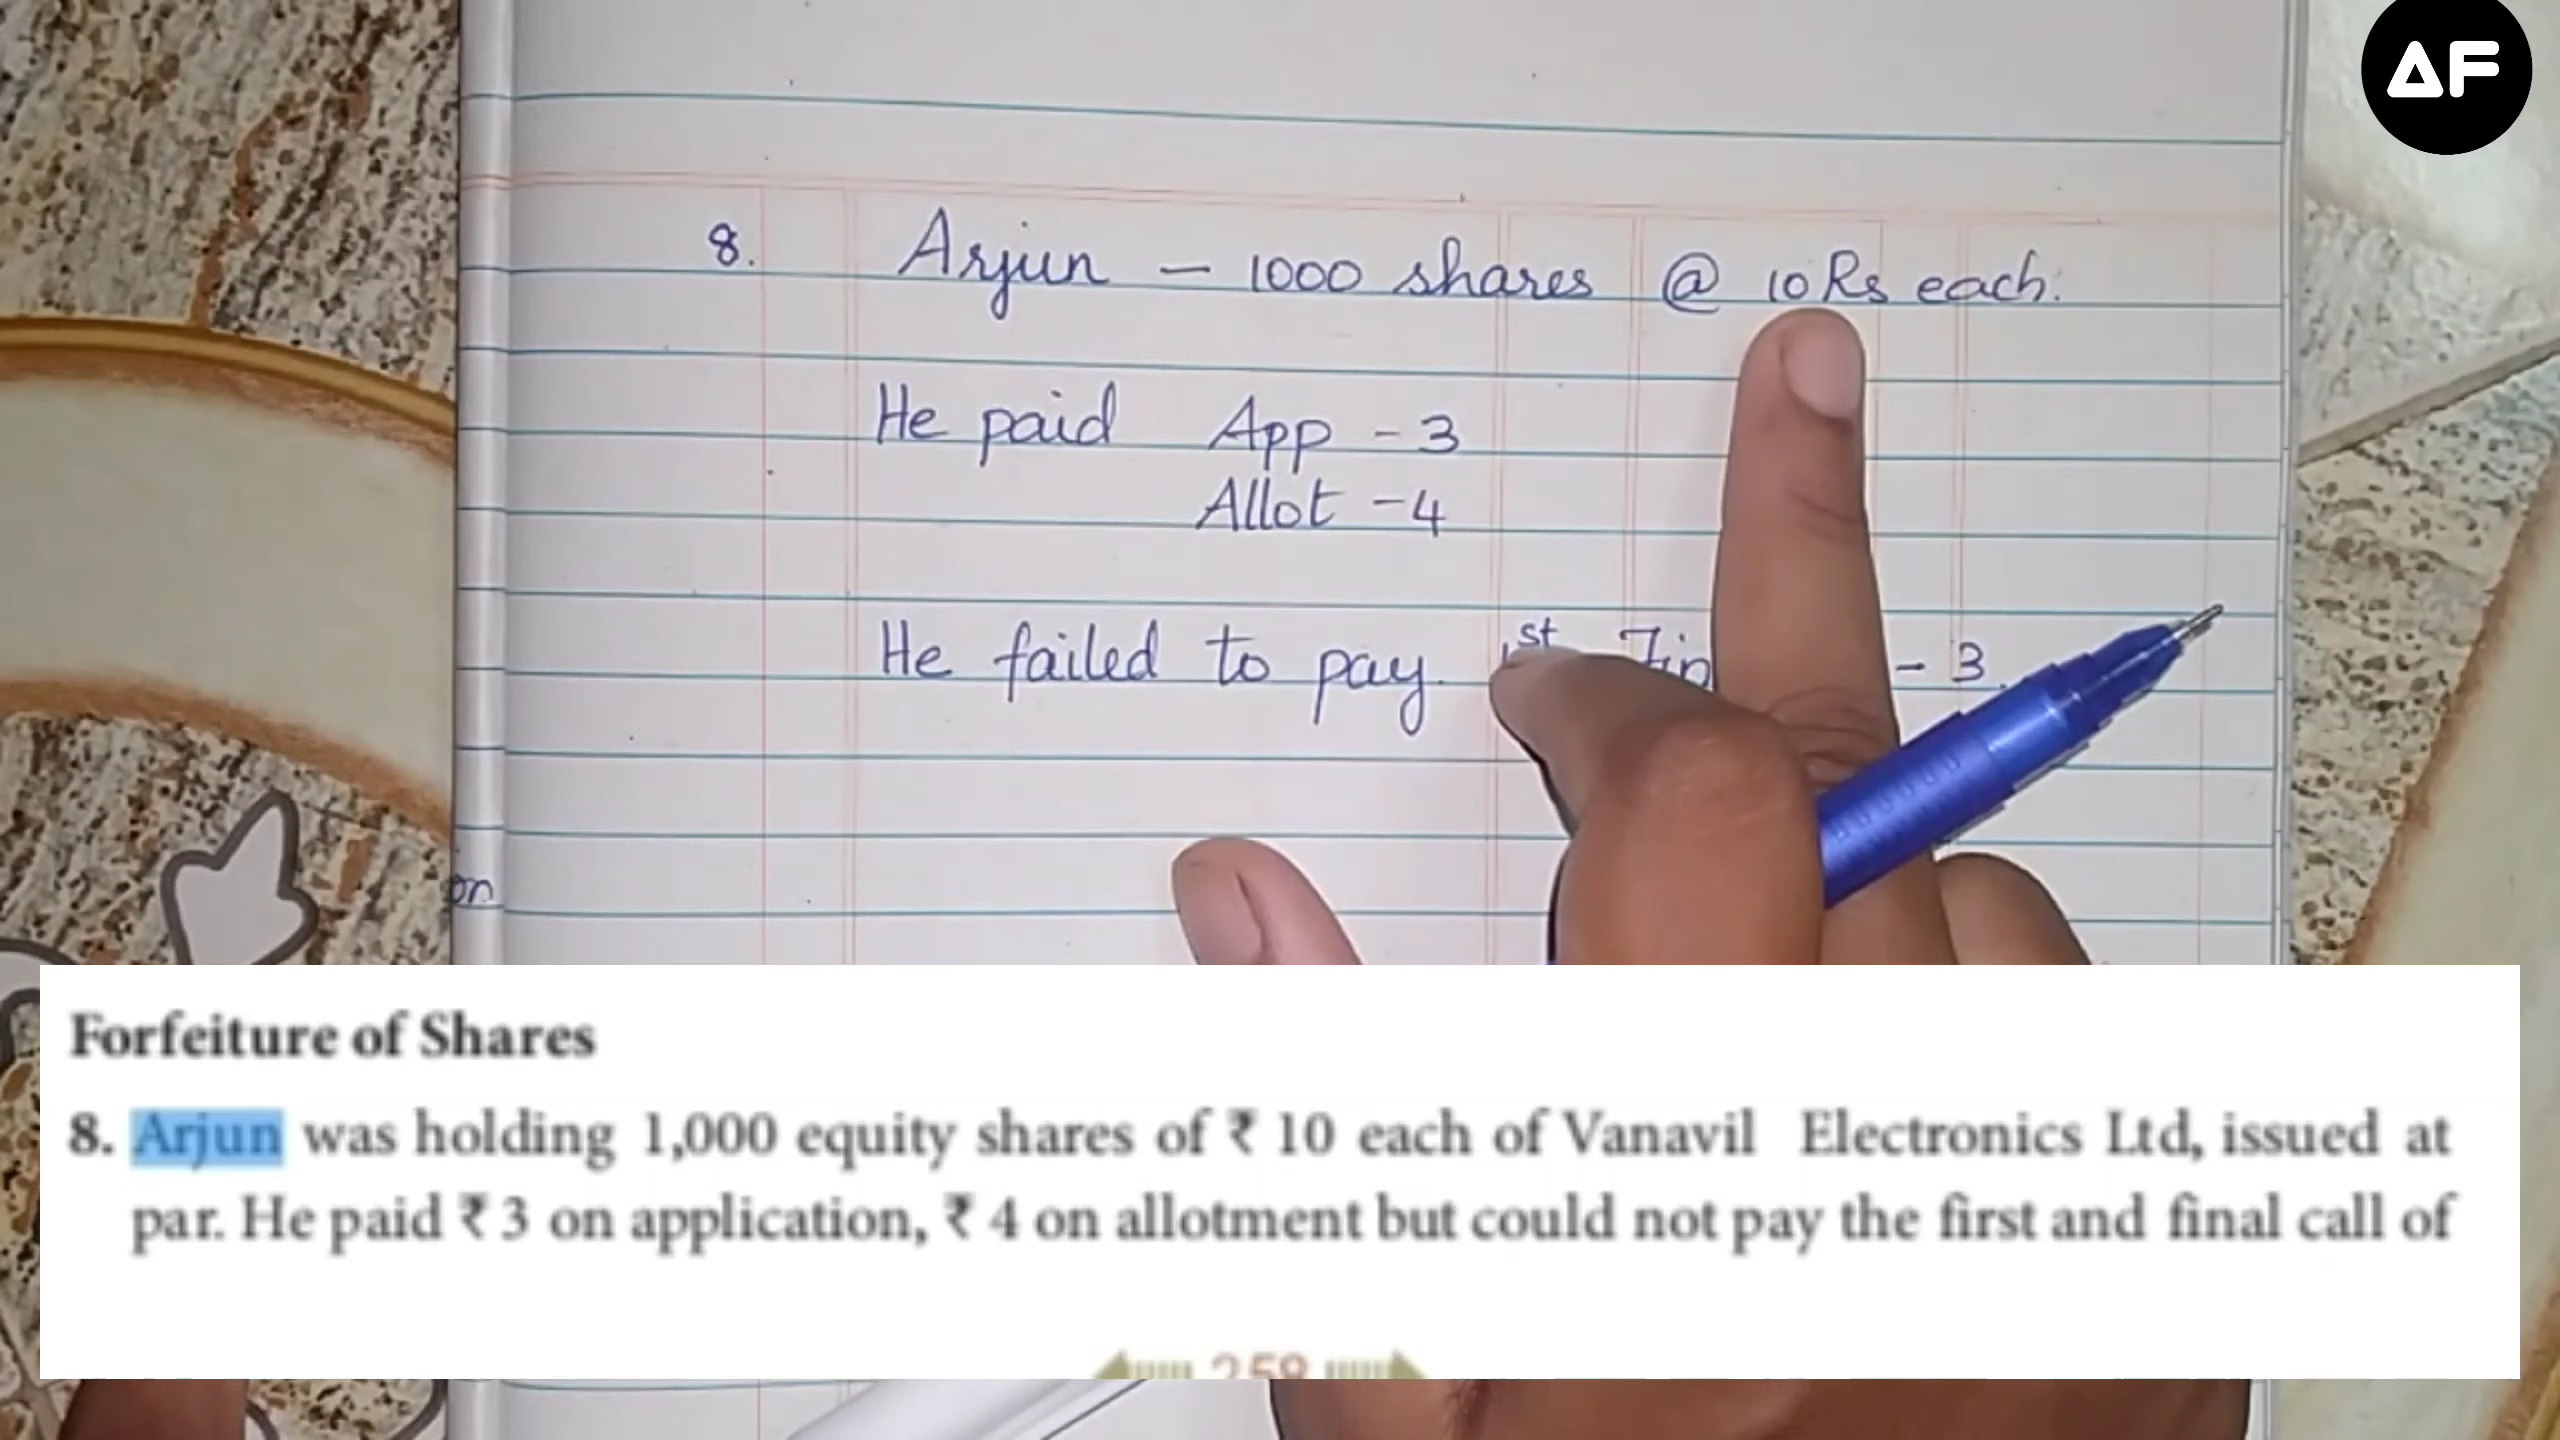 AF
8. Arjun - 1000 shares @ 10 Rs each.
He paid App - 3
Allot - 4
He failed to pay. 1st - 3.
on
Forfeiture of Shares
8. Arjun was holding 1,000 equity shares of ₹ 10 each of Vanavil Electronics Ltd, issued at
par. He paid ₹ 3 on application, ₹ 4 on allotment but could not pay the first and final call of
258